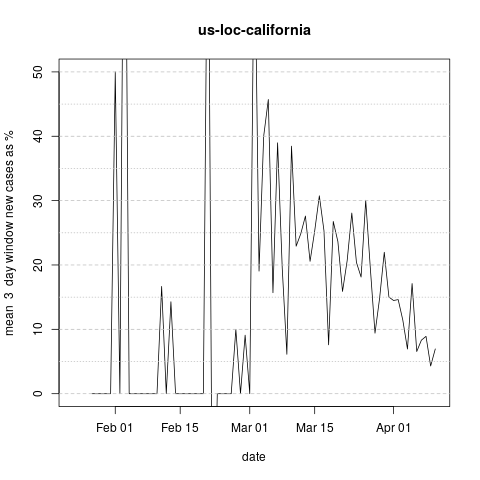 us-loc-california
mean 3 day window new cases as %
50
40
30
20
10
0
Feb 01 Feb 15 Mar 01 Mar 15 Apr 01
date